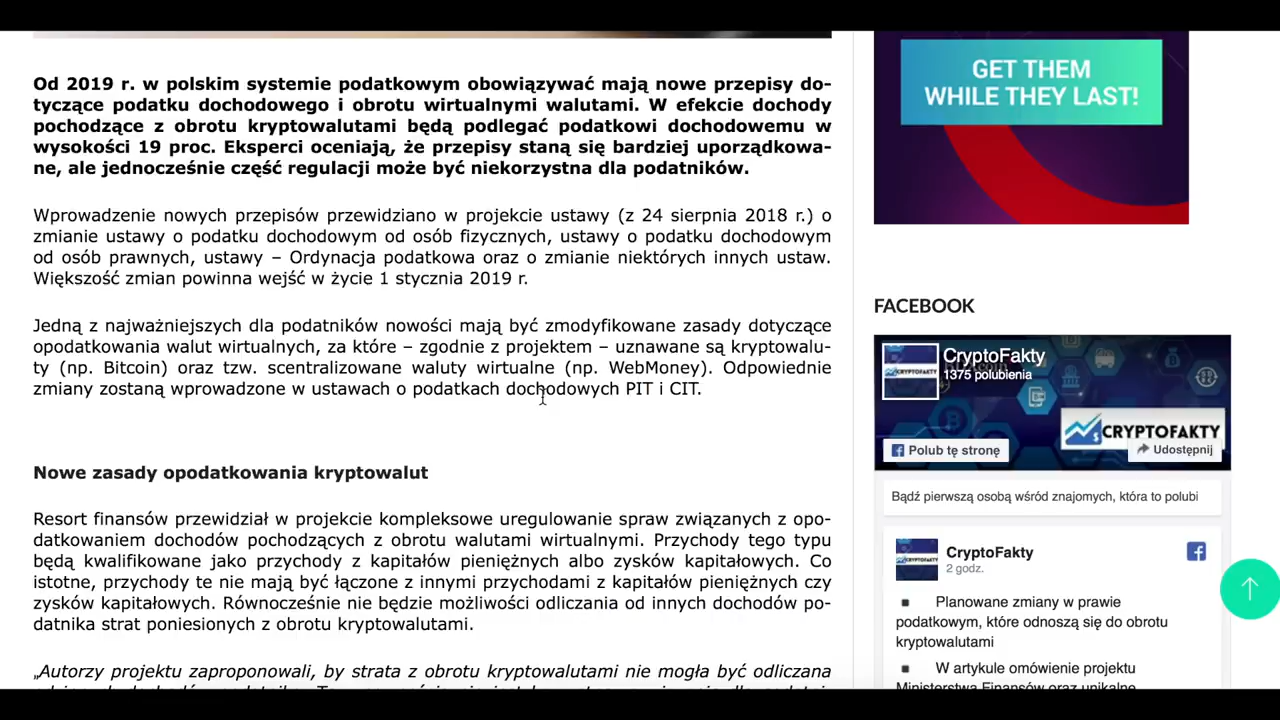 Od 2019 r. w polskim systemie podatkowym obowiązywać mają nowe przepisy do-
tyczące podatku dochodowego i obrotu wirtualnymi walutami. W efekcie dochody
pochodzące z obrotu kryptowalutami będą podlegać podatkowi dochodowemu w
wysokości 19 proc. Eksperci oceniają, że przepisy staną się bardziej uporządkowa-
ne, ale jednocześnie część regulacji może być niekorzystna dla podatników.
Wprowadzenie nowych przepisów przewidziano w projekcie ustawy (z 24 sierpnia 2018 r.) o
zmianie ustawy o podatku dochodowym od osób fizycznych, ustawy o podatku dochodowym
od osób prawnych, ustawy – Ordynacja podatkowa oraz o zmianie niektórych innych ustaw.
Większość zmian powinna wejść w życie 1 stycznia 2019 r.
Jedną z najważniejszych dla podatników nowości mają być zmodyfikowane zasady dotyczące
opodatkowania walut wirtualnych, za które – zgodnie z projektem – uznawane są kryptowalu-
ty (np. Bitcoin) oraz tzw. scentralizowane waluty wirtualne (np. WebMoney). Odpowiednie
zmiany zostaną wprowadzone w ustawach o podatkach dochodowych PIT i CIT.
Nowe zasady opodatkowania kryptowalut
Resort finansów przewidział w projekcie kompleksowe uregulowanie spraw związanych z opo-
datkowaniem dochodów pochodzących z obrotu walutami wirtualnymi. Przychody tego typu
będą kwalifikowane jako przychody z kapitałów pieniężnych albo zysków kapitałowych. Co
istotne, przychody te nie mają być łączone z innymi przychodami z kapitałów pieniężnych czy
zysków kapitałowych. Równocześnie nie będzie możliwości odliczania od innych dochodów po-
datnika strat poniesionych z obrotu kryptowalutami.
„Autorzy projektu zaproponowali, by strata z obrotu kryptowalutami nie mogła być odliczana
GET THEM
WHILE THEY LAST!
FACEBOOK
CryptoFakty
1375 polubienia
CRYPTOFAKTY
Polub tę stronę
Udostępnij
Bądź pierwszą osobą wśród znajomych, która to polubi
CryptoFakty
2 godz.
Planowane zmiany w prawie
podatkowym, które odnoszą się do obrotu
kryptowalutami
W artykule omówienie projektu
Ministerstwa Finansów oraz unikalne